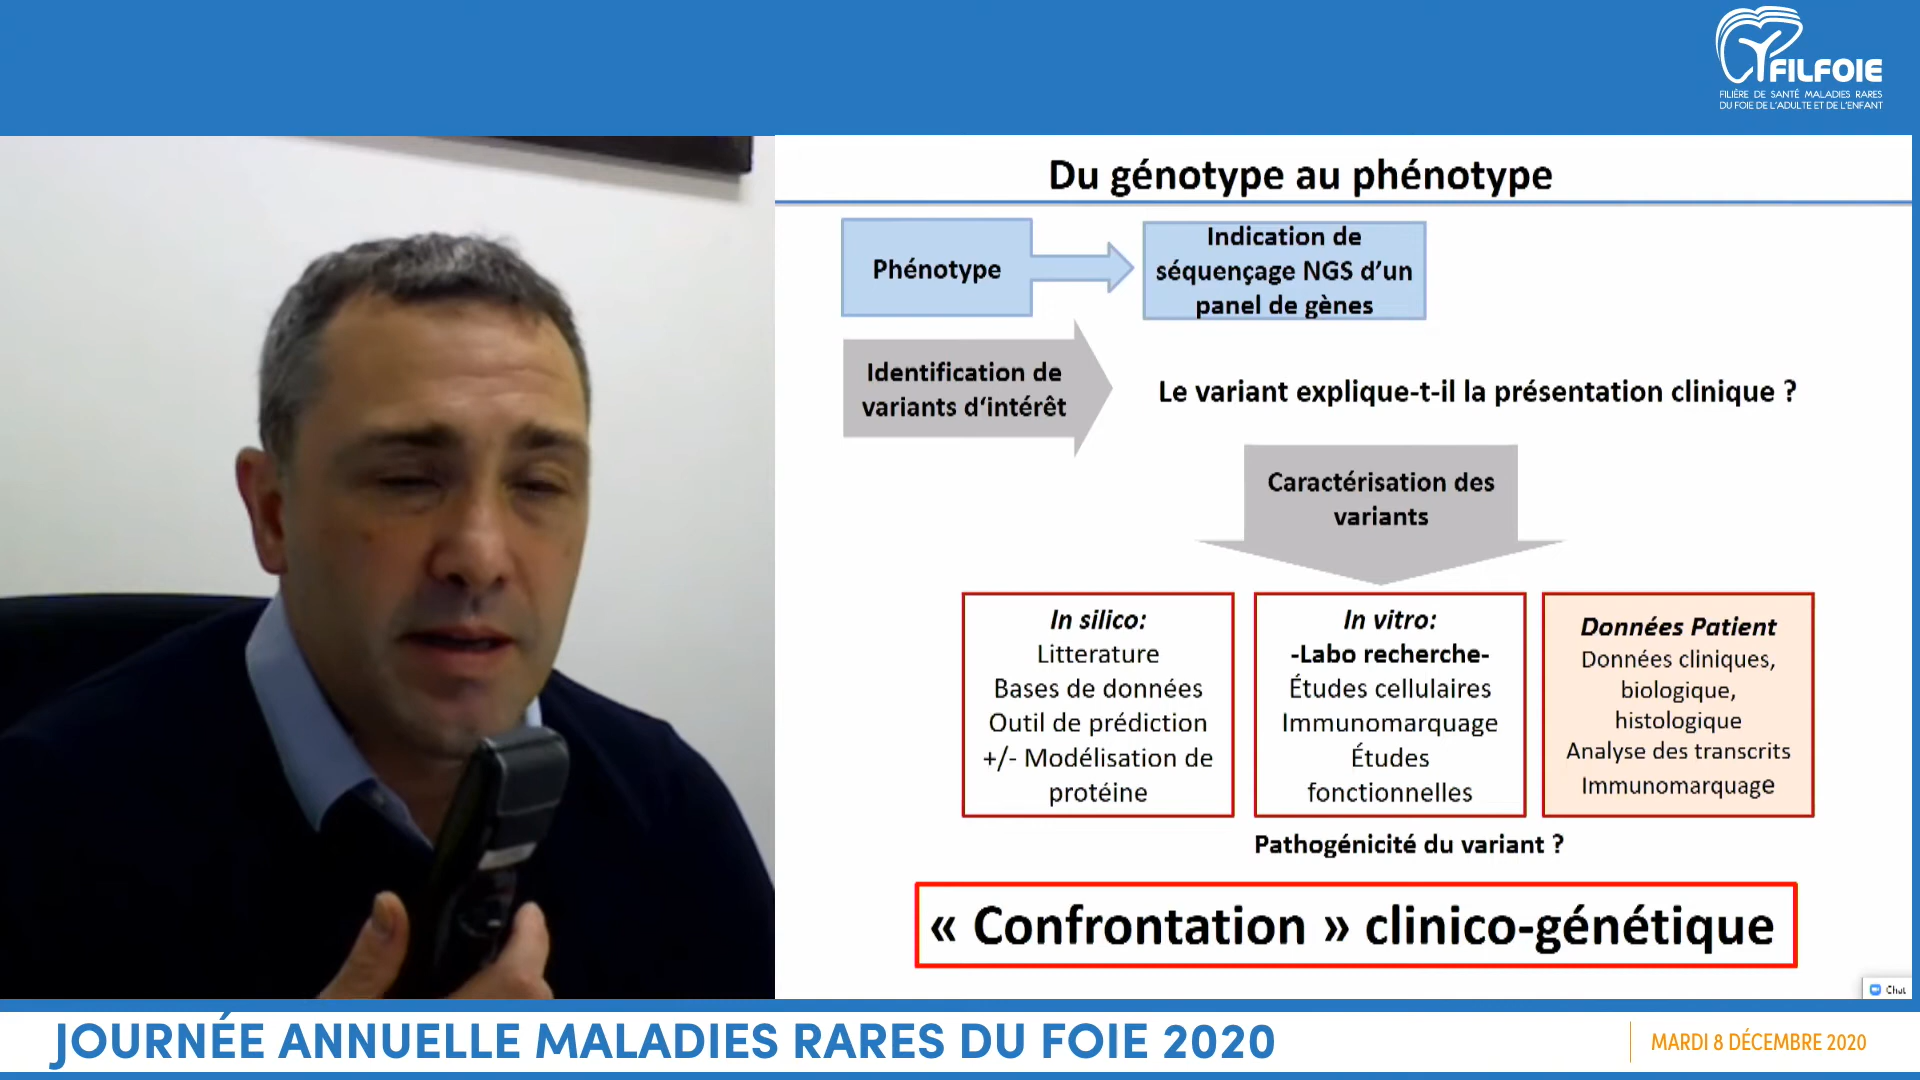 FILFOIE
FILIÈRE DE SANTÉ MALADIES RARES
DU FOIE DE L'ADULTE ET DE L'ENFANT
Du génotype au phénotype
Phénotype
Indication de
séquençage NGS d'un
panel de gènes
Identification de
variants d'intérêt
Le variant explique-t-il la présentation clinique ?
Caractérisation des
variants
In silico:
Litterature
Bases de données
Outil de prédiction
+/- Modélisation de
protéine
In vitro:
-Labo recherche-
Études cellulaires
Immunomarquage
Études
fonctionnelles
Données Patient
Données cliniques,
biologique,
histologique
Analyse des transcrits
Immunomarquage
Pathogénicité du variant ?
« Confrontation » clinico-génétique
Chat
JOURNÉE ANNUELLE MALADIES RARES DU FOIE 2020
MARDI 8 DÉCEMBRE 2020